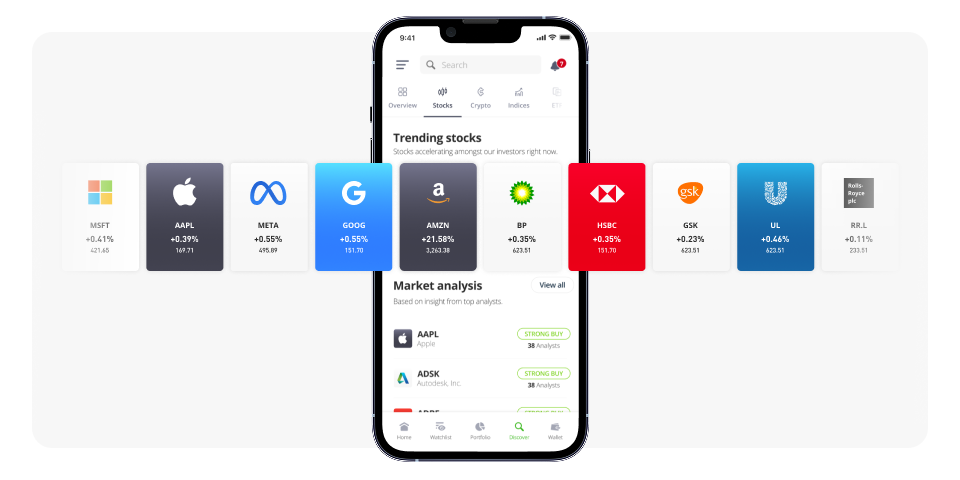 9:41
Search
7
Overview
Stocks
Crypto
Indices
Trending stocks
Stocks accelerating amongst our investors right now.
MSFT
+0.41%
421.65
AAPL
+0.39%
169.71
META
+0.55%
495.89
GOOG
+0.55%
151.70
a
AMZN
+21.58%
3,263.38
BP
+0.35%
623.51
HSBC
+0.35%
151.70
gsk
GSK
+0.23%
623.51
UL
+0.46%
623.51
Rolls-
Royce
plc
RR.L
+0.11%
233.51
Market analysis
View all
Based on insight from top analysts.
AAPL
Apple
STRONG BUY
38 Analysts
ADSK
Autodesk, Inc.
STRONG BUY
38 Analysts
Home
Watchlist
Portfolio
Discover
Wallet